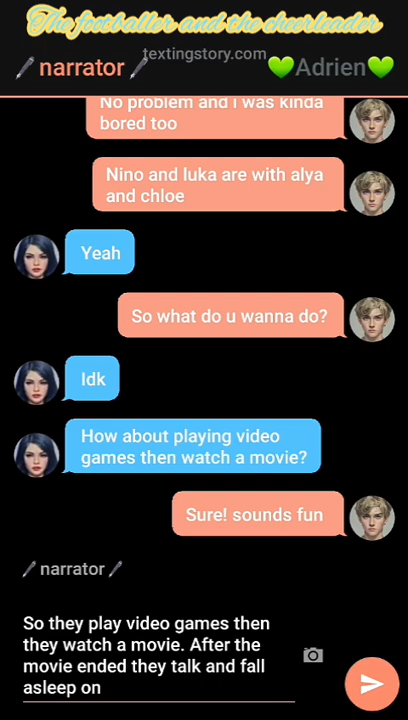 The footballer and the cheerleader
textingstory.com
narrator
💚Adrien💚
No problem and i was kinda
bored too
Nino and luka are with alya
and chloe
Yeah
So what do u wanna do?
Idk
How about playing video
games then watch a movie?
Sure! sounds fun
narrator
So they play video games then
they watch a movie. After the
movie ended they talk and fall
asleep on